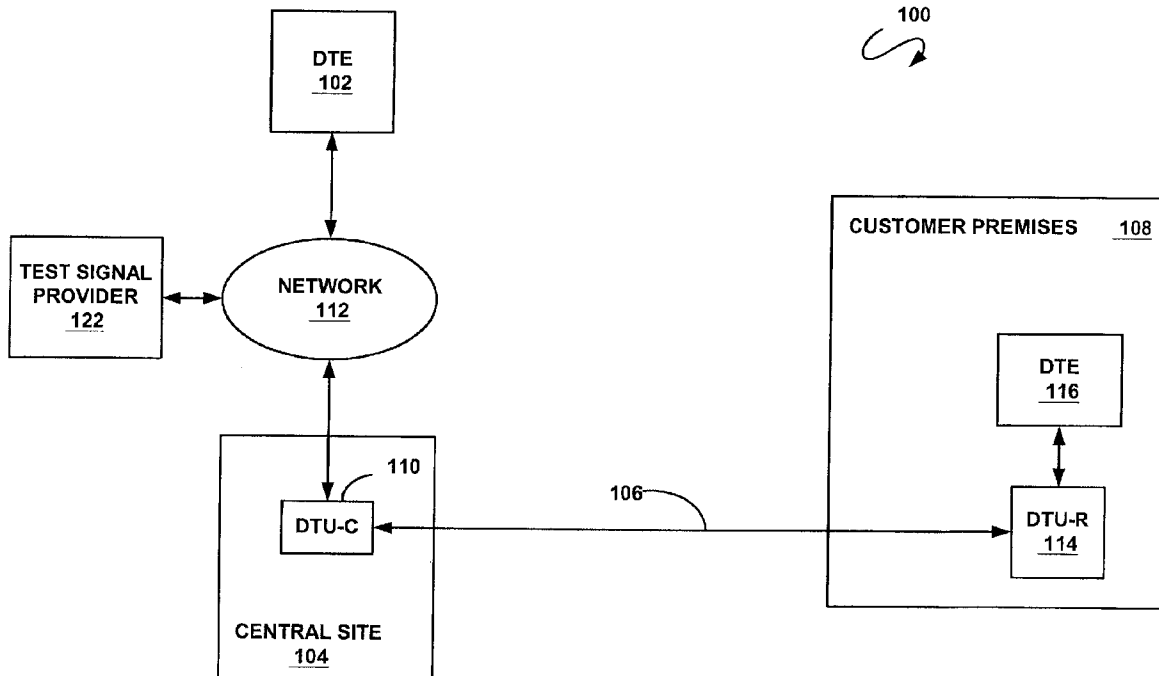 100
DTE
102
CUSTOMER PREMISES 108
TEST SIGNAL
PROVIDER
122
NETWORK
112
DTE
116
110
DTU-C
106
DTU-R
114
CENTRAL SITE
104